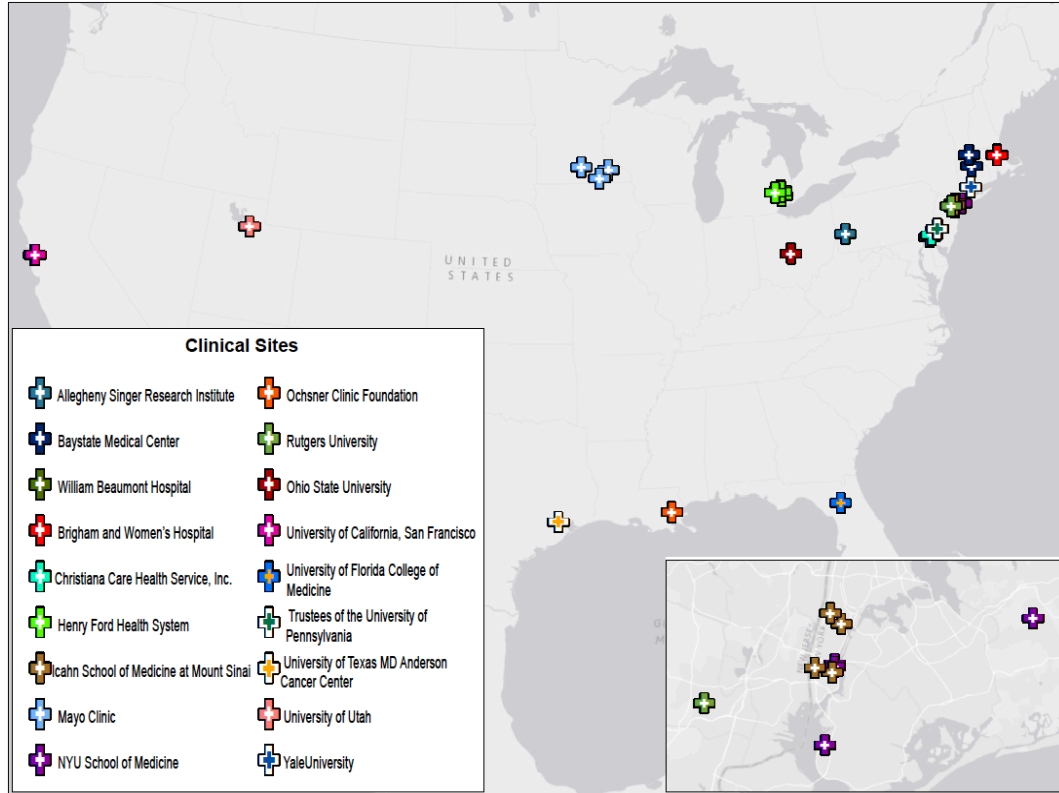 UNITED
STATES
Clinical Sites
Allegheny Singer Research Institute
Baystate Medical Center
William Beaumont Hospital
Brigham and Women's Hospital
Christiana Care Health Service, Inc.
Henry Ford Health System
Icahn School of Medicine at Mount Sinai
Mayo Clinic
NYU School of Medicine
Ochsner Clinic Foundation
Rutgers University
Ohio State University
University of California, San Francisco
University of Florida College of
Medicine
Trustees of the University of
Pennsylvania
University of Texas MD Anderson
Cancer Center
University of Utah
YaleUniversity